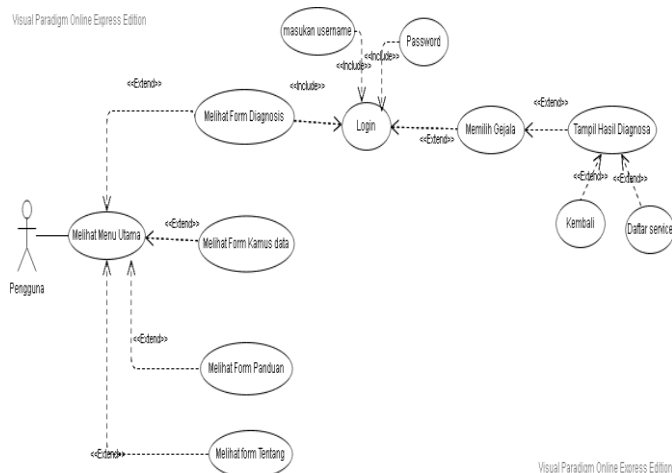 Visual Paradigm Online Express Edition
masukan username
Password
<<Include>>
<<Include>>
<<Extend>>
<<Include>>
<<Extend>>
Melihat Form Diagnosis
Login
Memilih Gejala
Tampil Hasil Diagnosa
<<Extend>>
<<Extend>>
<<Extend>>
Kembali
Daftar service
<<Extend>>
Melihat Menu Utama
Melihat Form Kamus data
Pengguna
<<Extend>>
Melihat Form Panduan
<<Extend>>
Melihat form Tentang
Visual Paradigm Online Express Edition